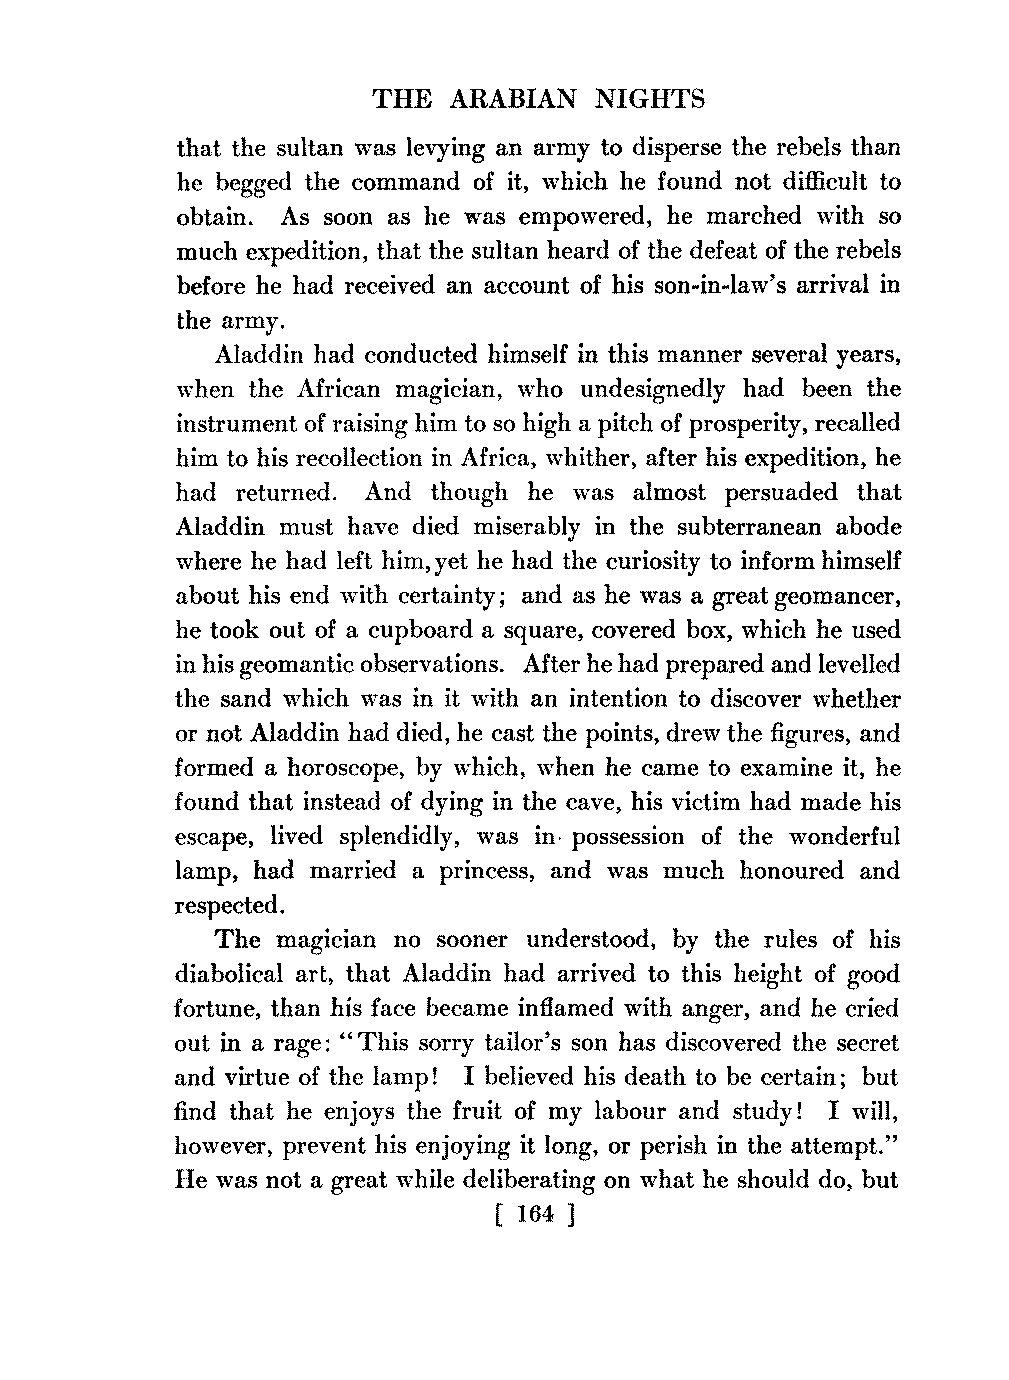 THE ARABIAN NIGHTS
that the sultan was levying an army to disperse the rebels than
he begged the command of it, which he found not difficult to
obtain. As soon as he was empowered, he marched with so
much expedition, that the sultan heard of the defeat of the rebels
before he had received an account of his son-in-law's arrival in
the army.
Aladdin had conducted himself in this manner several years,
when the African magician, who undesignedly had been the
instrument of raising him to so high a pitch of prosperity, recalled
him to his recollection in Africa, whither, after his expedition, he
had returned. And though he was almost persuaded that
Aladdin must have died miserably in the subterranean abode
where he had left him, yet he had the curiosity to inform himself
about his end with certainty; and as he was a great geomancer,
he took out of a cupboard a square, covered box, which he used
in his geomantic observations. After he had prepared and levelled
the sand which was in it with an intention to discover whether
or not Aladdin had died, he cast the points, drew the figures, and
formed a horoscope, by which, when he came to examine it, he
found that instead of dying in the cave, his victim had made his
escape, lived splendidly, was in possession of the wonderful
lamp, had married a princess, and was much honoured and
respected.
The magician no sooner understood, by the rules of his
diabolical art, that Aladdin had arrived to this height of good
fortune, than his face became inflamed with anger, and he cried
out in a rage: "This sorry tailor's son has discovered the secret
and virtue of the lamp! I believed his death to be certain; but
find that he enjoys the fruit of my labour and study! I will,
however, prevent his enjoying it long, or perish in the attempt."
He was not a great while deliberating on what he should do, but
[ 164 ]